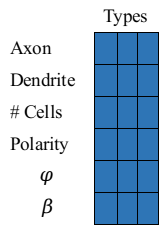 Types
Axon
Dendrite
# Cells
Polarity
φ
β